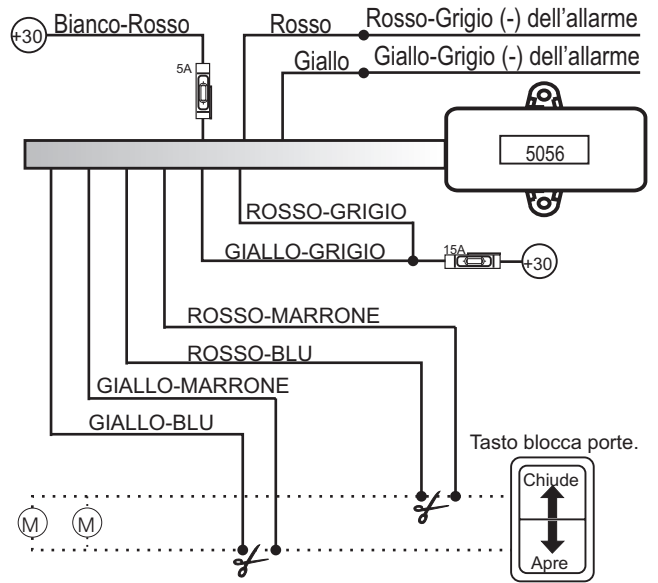 Bianco-Rosso
Rosso
Rosso-Grigio (-) dell'allarme
+30
Giallo
Giallo-Grigio (-) dell'allarme
5A
5056
ROSSO-GRIGIO
GIALLO-GRIGIO
15A
+30
ROSSO-MARRONE
ROSSO-BLU
GIALLO-MARRONE
GIALLO-BLU
Tasto blocca porte.
Chiude
M
M
Apre